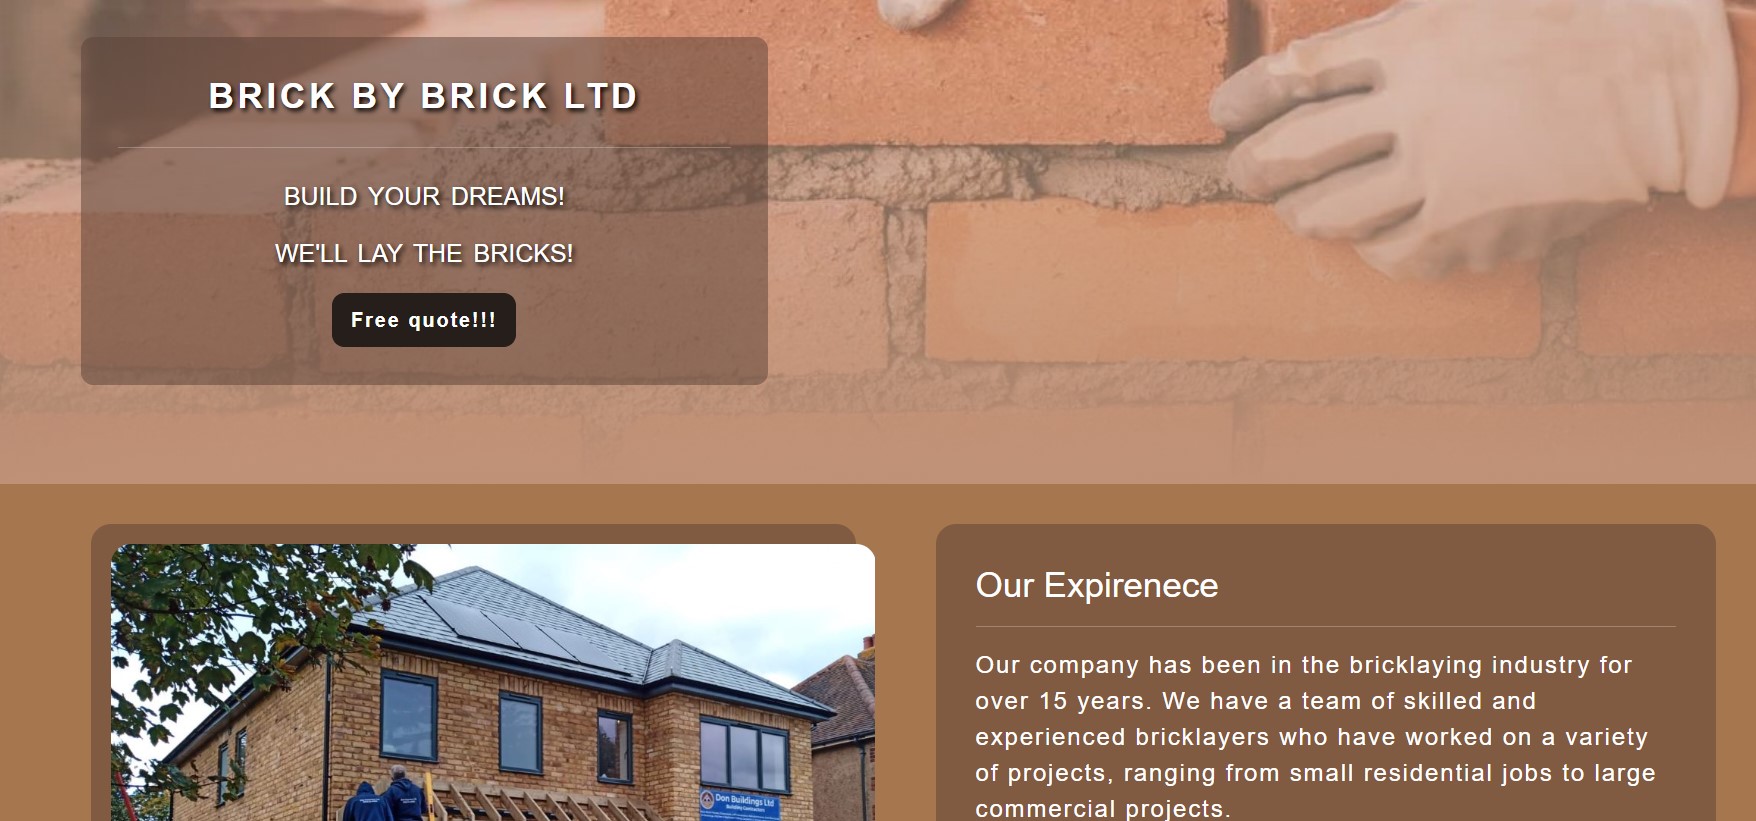 BRICK BY BRICK LTD
BUILD YOUR DREAMS!
WE'LL LAY THE BRICKS!
Free quote!!!
Our Expirenece
Our company has been in the bricklaying industry for
over 15 years. We have a team of skilled and
experienced bricklayers who have worked on a variety
of projects, ranging from small residential jobs to large
commercial projects.
Don Buildings Ltd
Building Contractors